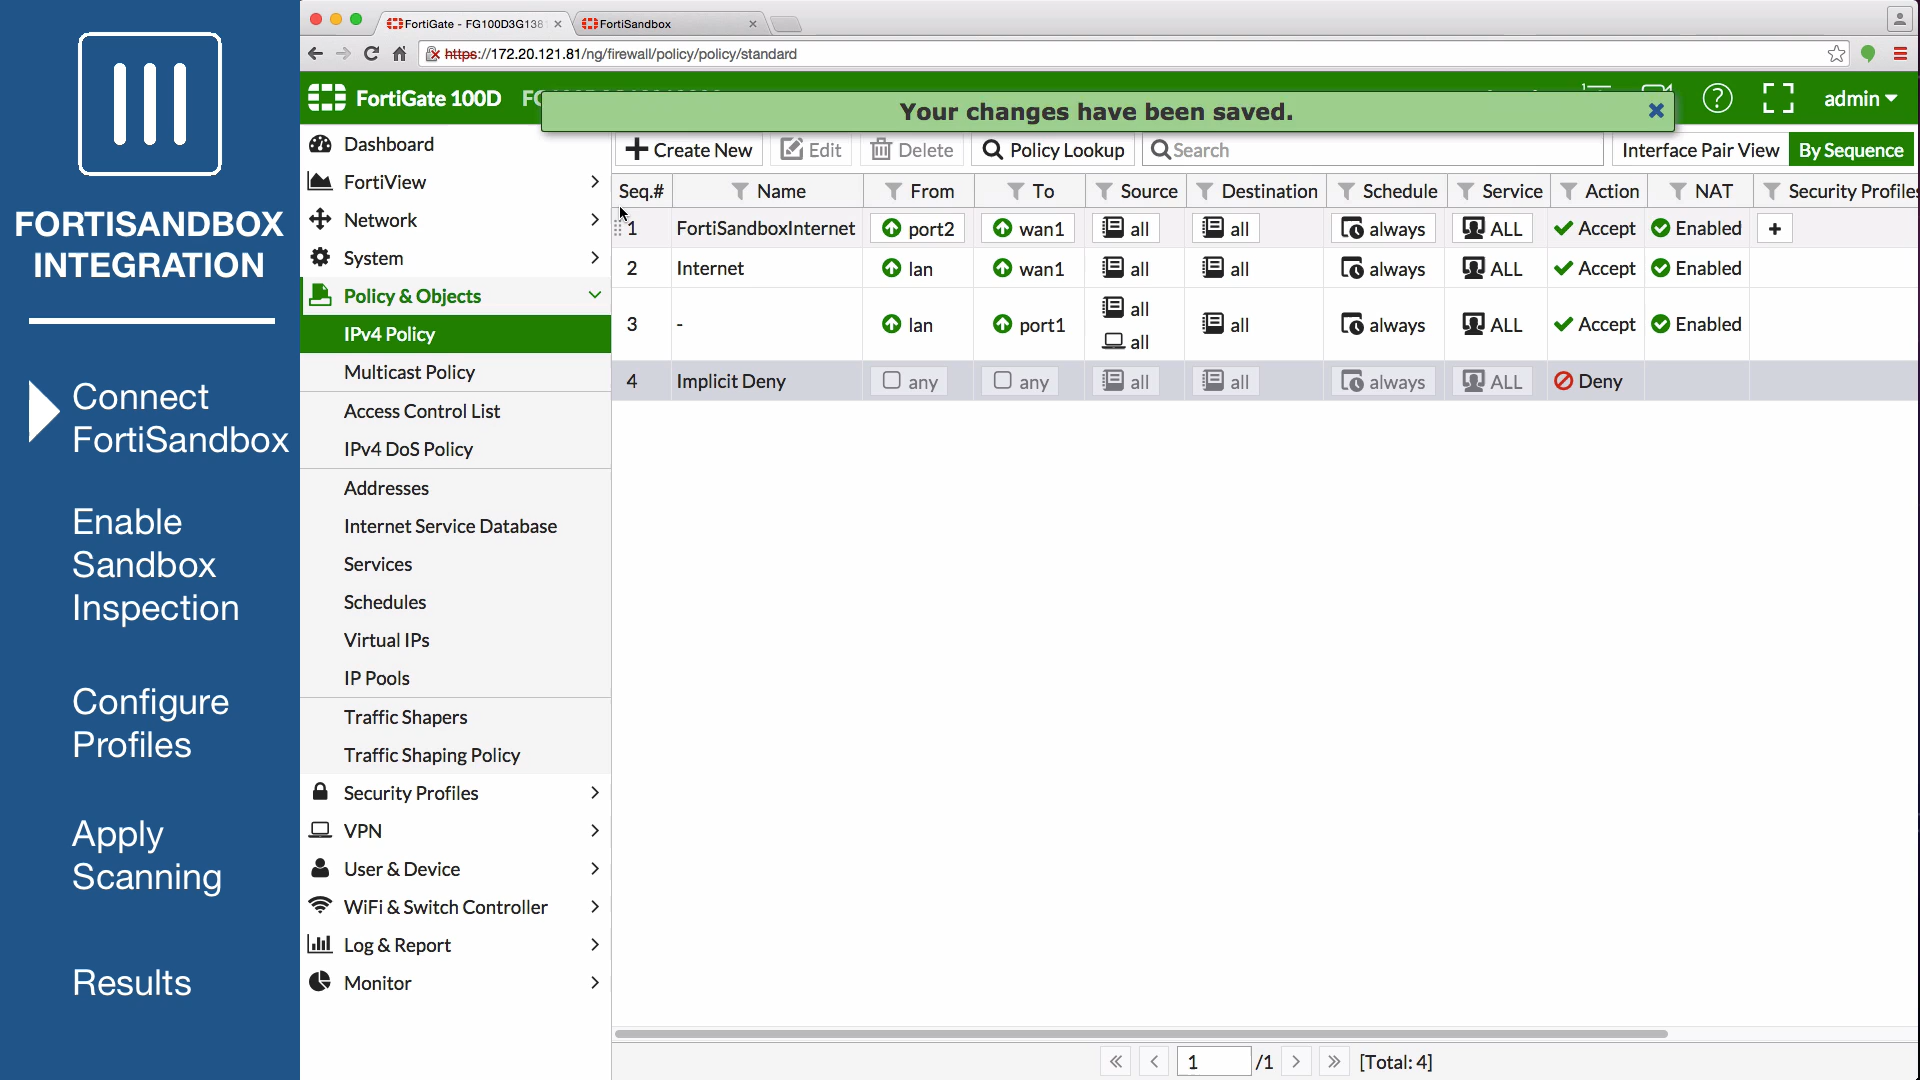 FORTISANDBOX
INTEGRATION
Connect
FortiSandbox
Enable
Sandbox
Inspection
Configure
Profiles
Apply
Scanning
Results
FortiGate - FG100D3G1381
FortiSandbox
https://172.20.121.81/ng/firewall/policy/policy/standard
FortiGate 100D
admin
Your changes have been saved.
Dashboard
FortiView
Network
System
Policy & Objects
IPv4 Policy
Multicast Policy
Access Control List
IPv4 DoS Policy
Addresses
Internet Service Database
Services
Schedules
Virtual IPs
IP Pools
Traffic Shapers
Traffic Shaping Policy
Security Profiles
VPN
User & Device
WiFi & Switch Controller
Log & Report
Monitor
Create New Edit Delete Policy Lookup Search Interface Pair View By Sequence
Seq.# Name From To Source Destination Schedule Service Action NAT Security Profiles
1 FortiSandboxInternet port2 wan1 all all always ALL Accept Enabled
2 Internet lan wan1 all all always ALL Accept Enabled
3 - lan port1 all all always ALL Accept Enabled
all
4 Implicit Deny any any all all always ALL Deny
1 /1 [Total: 4]